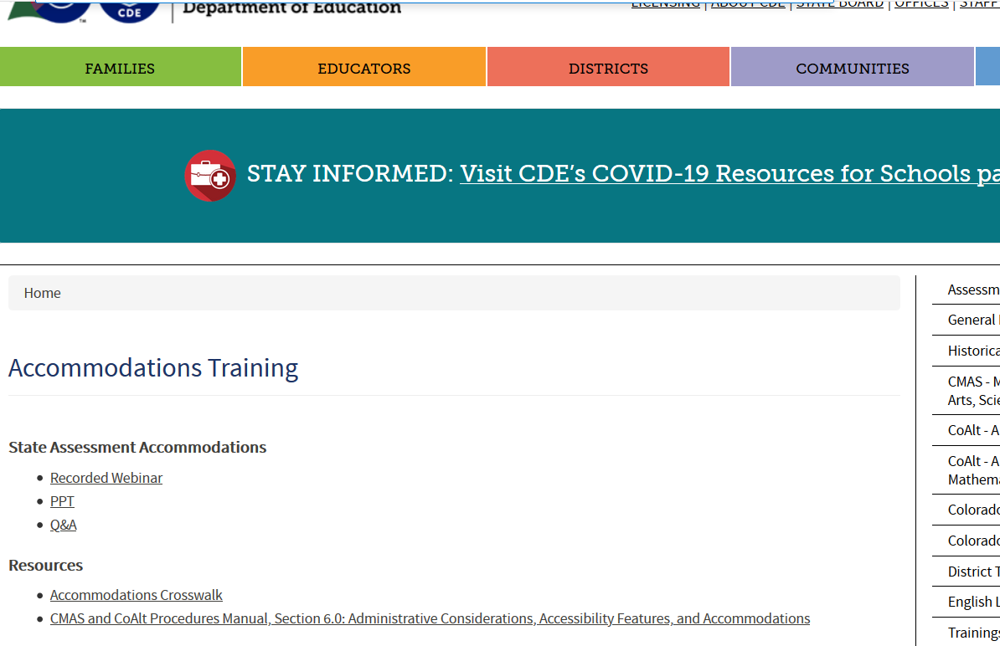 Department of Education
CDE
TM
LICENSING | ABOUT CDE | STATE BOARD | OFFICES | STAFF
FAMILIES
EDUCATORS
DISTRICTS
COMMUNITIES
STAY INFORMED: Visit CDE’s COVID-19 Resources for Schools pa
Home
Accommodations Training
State Assessment Accommodations
• Recorded Webinar
• PPT
• Q&A
Resources
• Accommodations Crosswalk
• CMAS and CoAlt Procedures Manual, Section 6.0: Administrative Considerations, Accessibility Features, and Accommodations
Assessm
General
Historica
CMAS - M
Arts, Scie
CoAlt - A
CoAlt - A
Mathema
Colorado
Colorado
District T
English L
Trainings